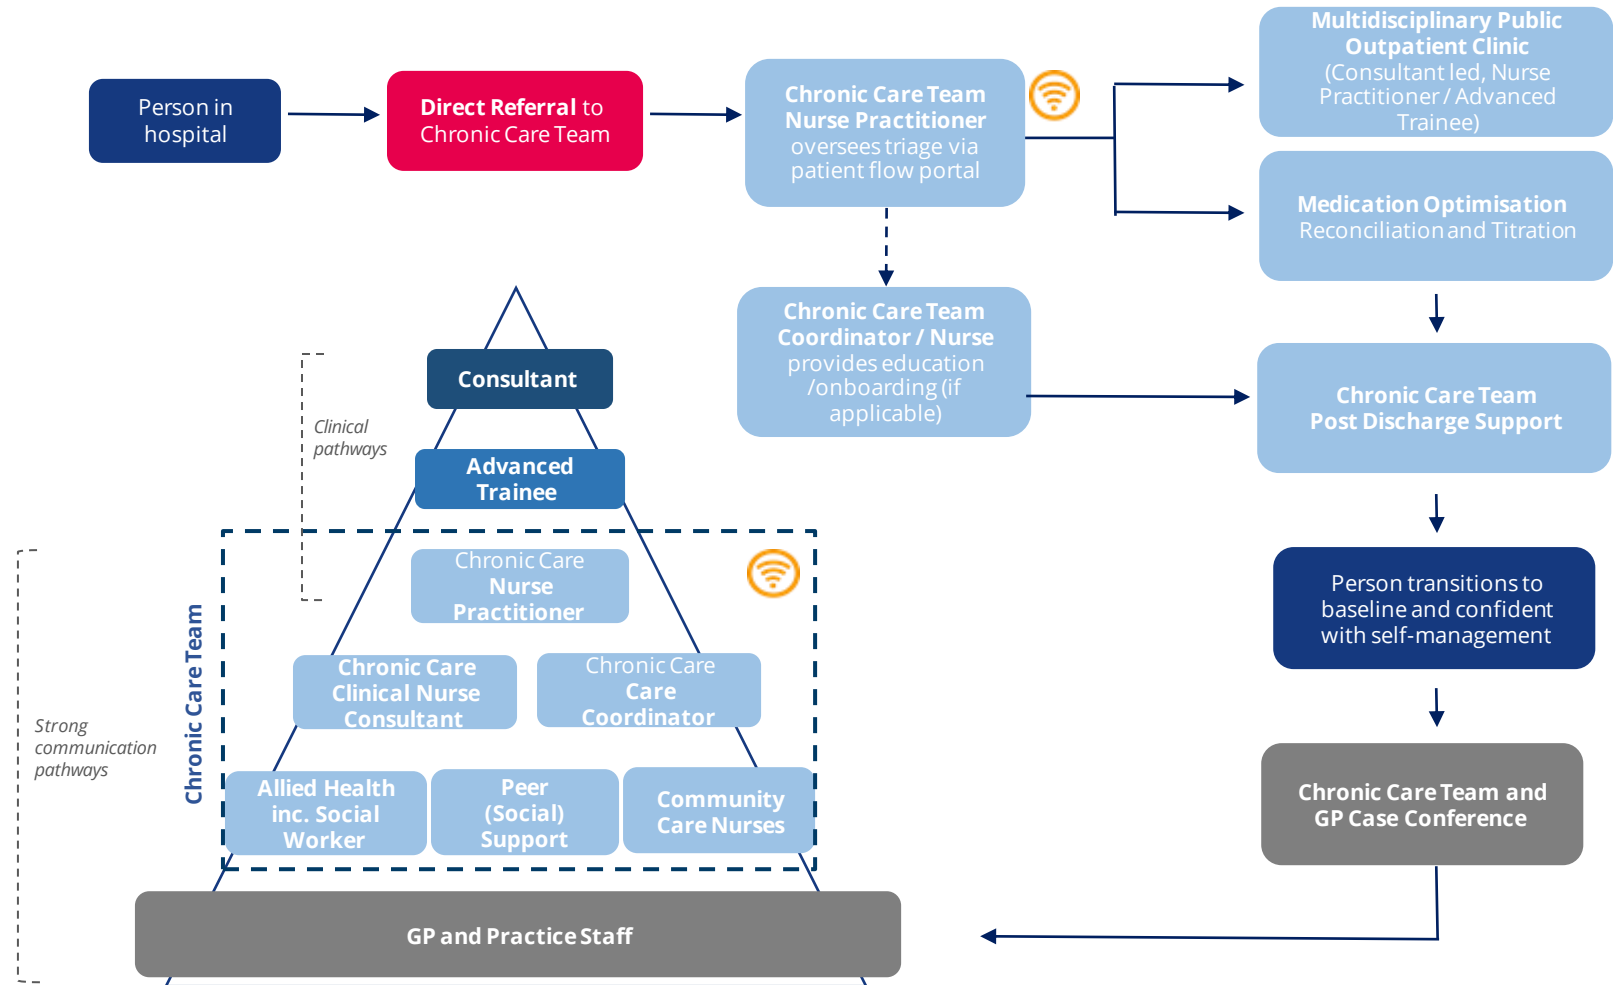 Person in
hospital
Direct Referral to
Chronic Care Team
Chronic Care Team
Nurse Practitioner
oversees triage via
patient flow portal
Multidisciplinary Public
Outpatient Clinic
(Consultant led, Nurse
Practitioner / Advanced
Trainee)
Medication Optimisation
Reconciliation and Titration
Chronic Care Team
Coordinator / Nurse
provides education
/onboarding (if
applicable)
Chronic Care Team
Post Discharge Support
Person transitions to
baseline and confident
with self-management
Chronic Care Team and
GP Case Conference
Consultant
Clinical
pathways
Advanced
Trainee
Chronic Care
Nurse
Practitioner
Chronic Care
Clinical Nurse
Consultant
Chronic Care
Care
Coordinator
Chronic Care Team
Strong
communication
pathways
Allied Health
inc. Social
Worker
Peer
(Social)
Support
Community
Care Nurses
GP and Practice Staff